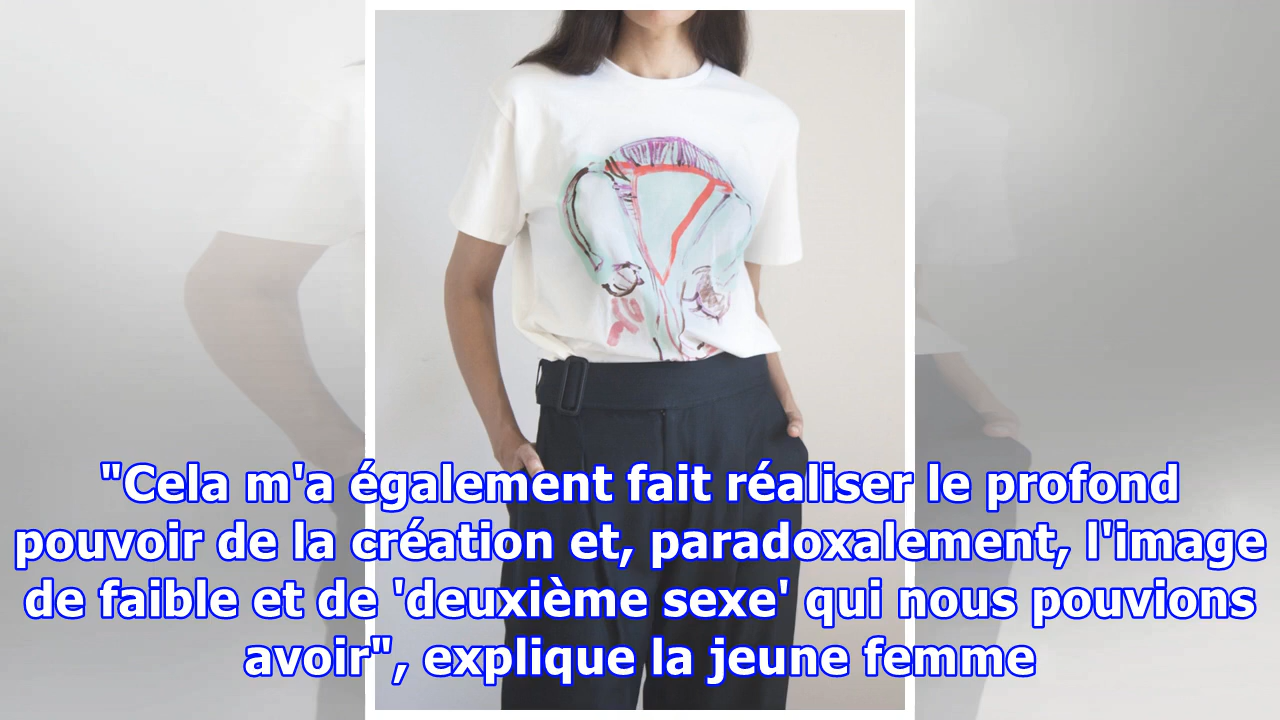 "Cela m'a également fait réaliser le profond
pouvoir de la création et, paradoxalement, l'image
de faible et de 'deuxième sexe' qui nous pouvions
avoir", explique la jeune femme